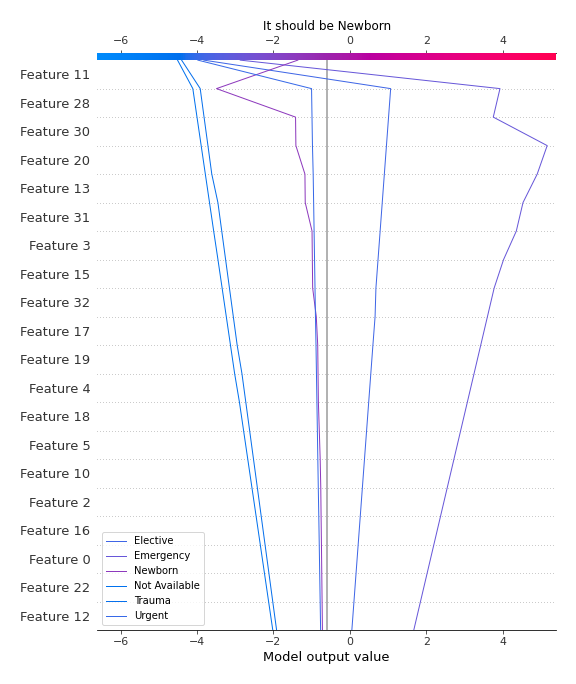 It should be Newborn
−6 −4 −2 0 2 4
Feature 11
Feature 28
Feature 30
Feature 20
Feature 13
Feature 31
Feature 3
Feature 15
Feature 32
Feature 17
Feature 19
Feature 4
Feature 18
Feature 5
Feature 10
Feature 2
Feature 16
Feature 0
Feature 22
Feature 12
Elective
Emergency
Newborn
Not Available
Trauma
Urgent
−6 −4 −2 0 2 4
Model output value